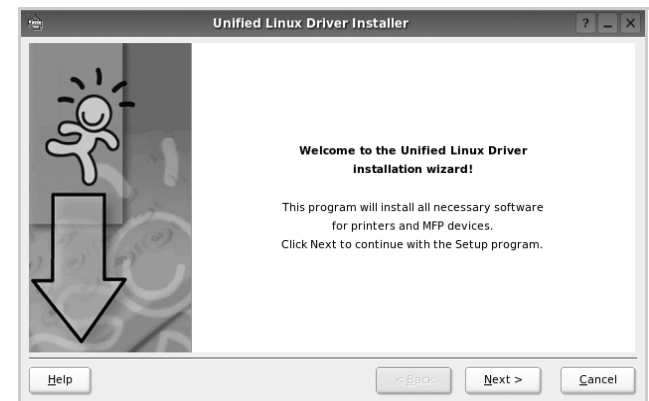 Unified Linux Driver Installer
Welcome to the Unified Linux Driver
installation wizard!
This program will install all necessary software
for printers and MFP devices.
Click Next to continue with the Setup program.
Help
< Back
Next >
Cancel